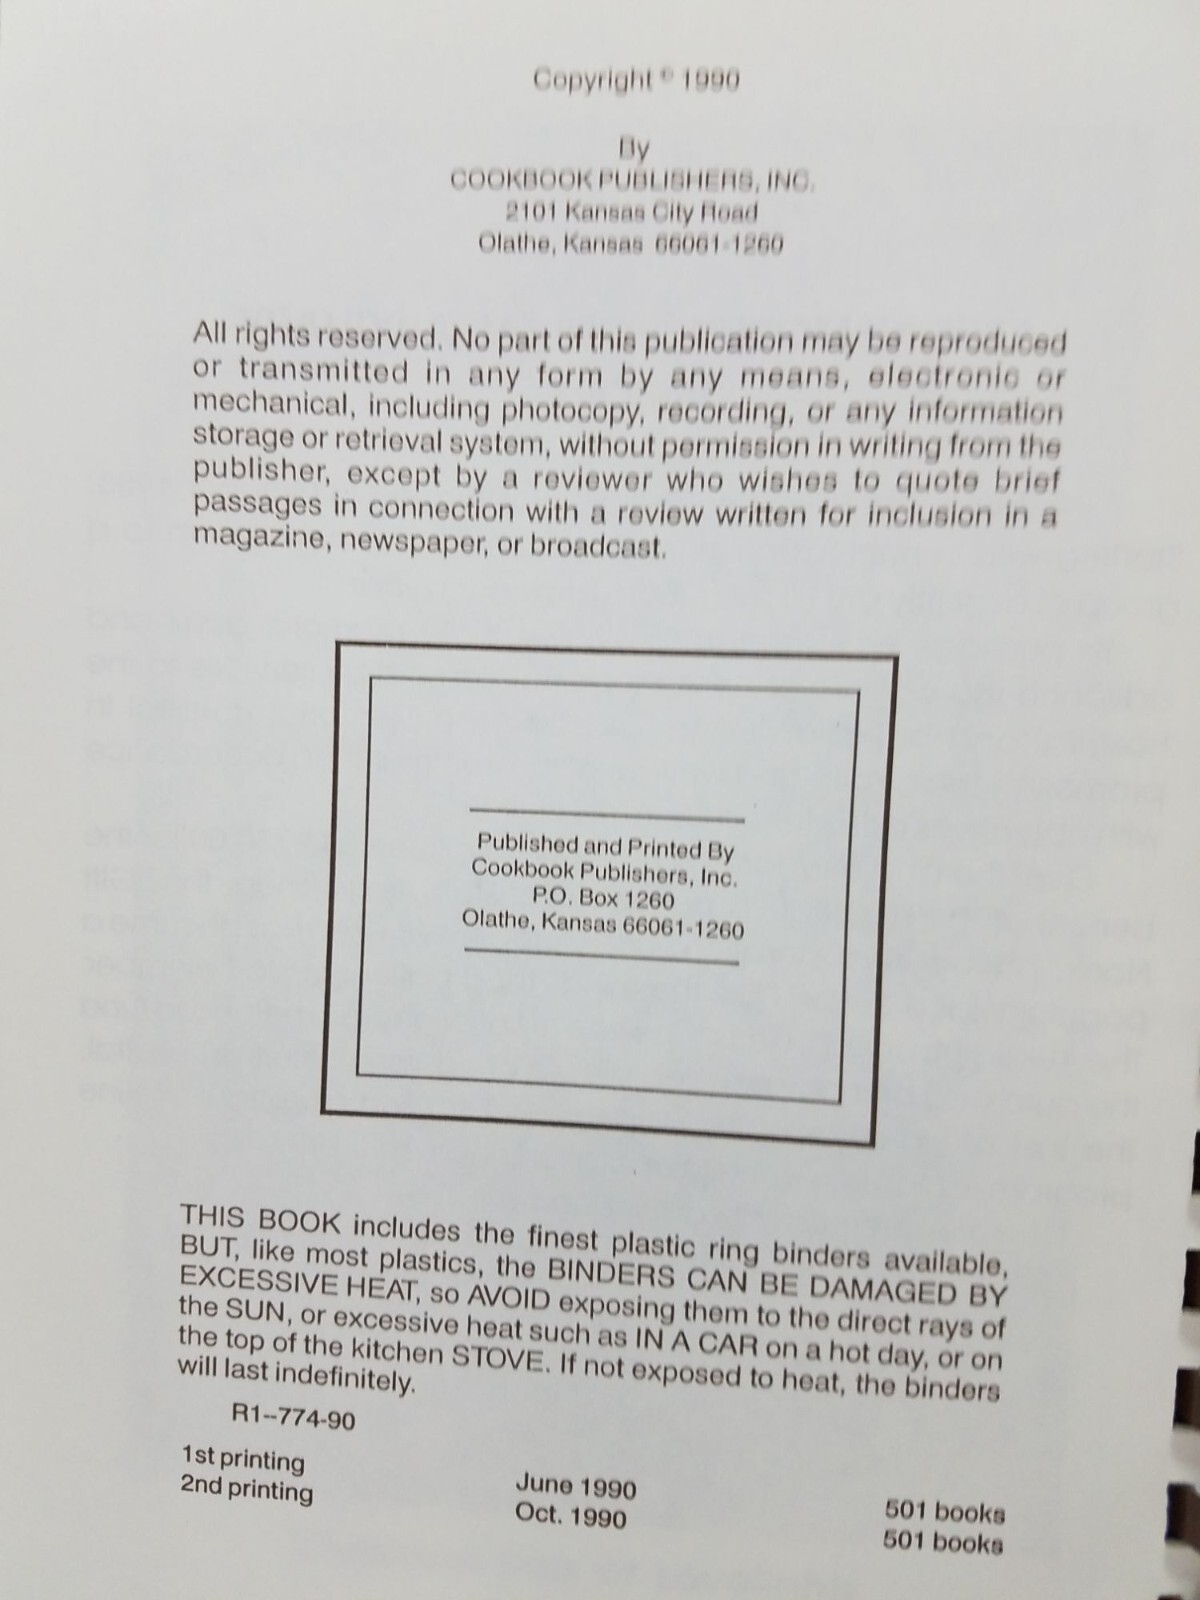 Copyright © 1990
By
COOKBOOK PUBLISHERS, INC.
2101 Kansas City Road
Olathe, Kansas 66061-1260
All rights reserved. No part of this publication may be reproduced
or transmitted in any form by any means, electronic or
mechanical, including photocopy, recording, or any information
storage or retrieval system, without permission in writing from the
publisher, except by a reviewer who wishes to quote brief
passages in connection with a review written for inclusion in a
magazine, newspaper, or broadcast.
Published and Printed By
Cookbook Publishers, Inc.
P.O. Box 1260
Olathe, Kansas 66061-1260
THIS BOOK includes the finest plastic ring binders available,
BUT, like most plastics, the BINDERS CAN BE DAMAGED BY
EXCESSIVE HEAT, so AVOID exposing them to the direct rays of
the SUN, or excessive heat such as IN A CAR on a hot day, or on
the top of the kitchen STOVE. If not exposed to heat, the binders
will last indefinitely.
R1--774-90
1st printing June 1990 501 books
2nd printing Oct. 1990 501 books